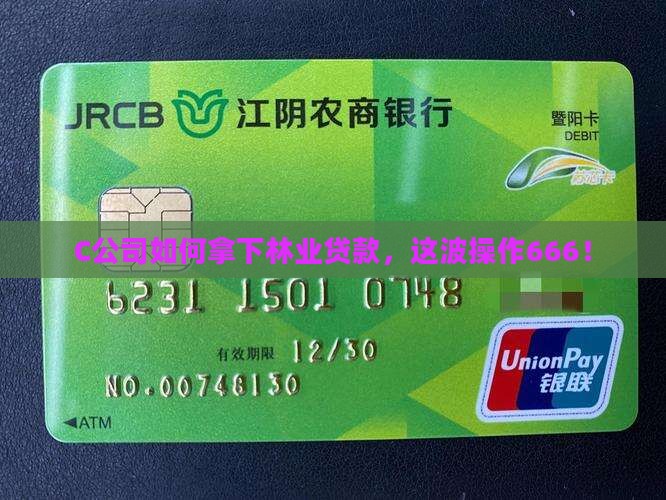 JRCB 江阴农商银行
暨阳卡
DEBIT
C公司如何拿下林业贷款，这波操作666！
6231 1501 0748
有效期限 12/30
NO.00748130
UnionPay
银联
◄ATM